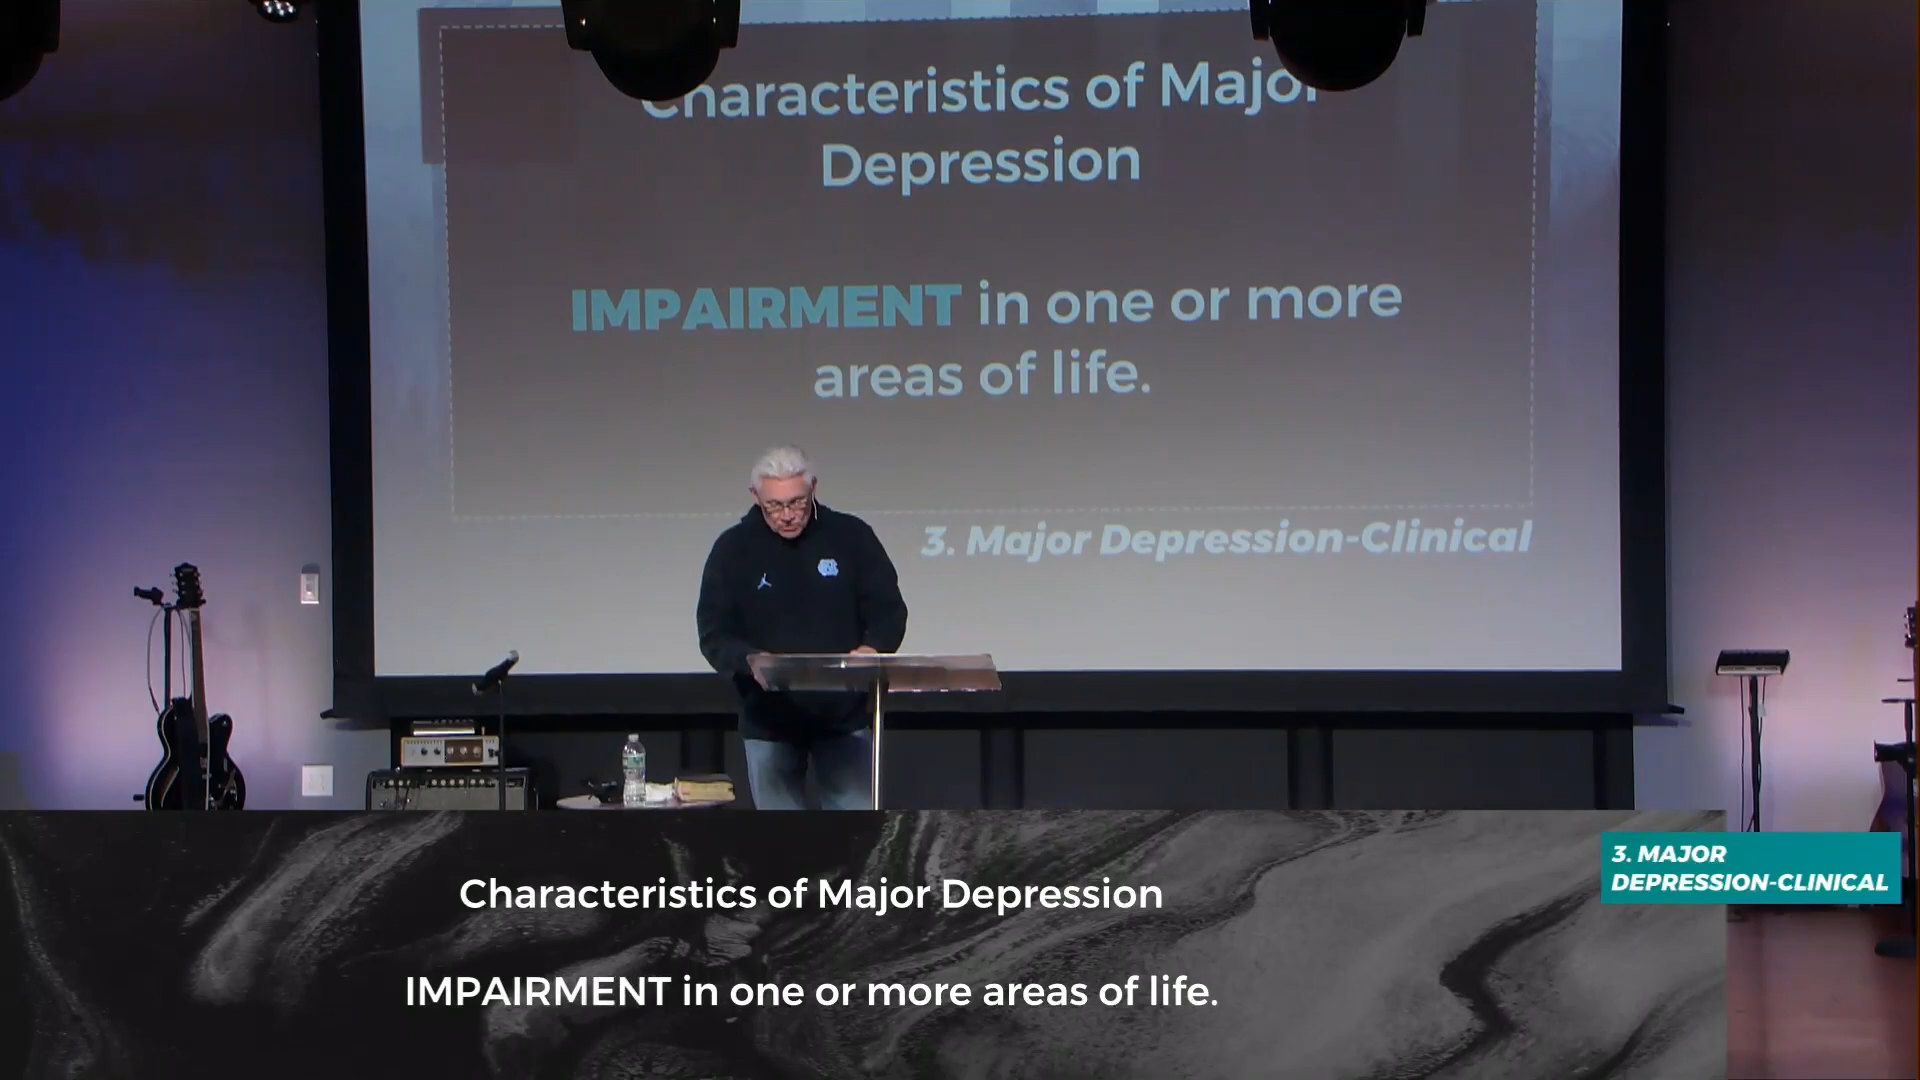 Characteristics of Major
Depression
IMPAIRMENT in one or more
areas of life.
3. Major Depression-Clinical
Characteristics of Major Depression
IMPAIRMENT in one or more areas of life.
3. MAJOR
DEPRESSION-CLINICAL